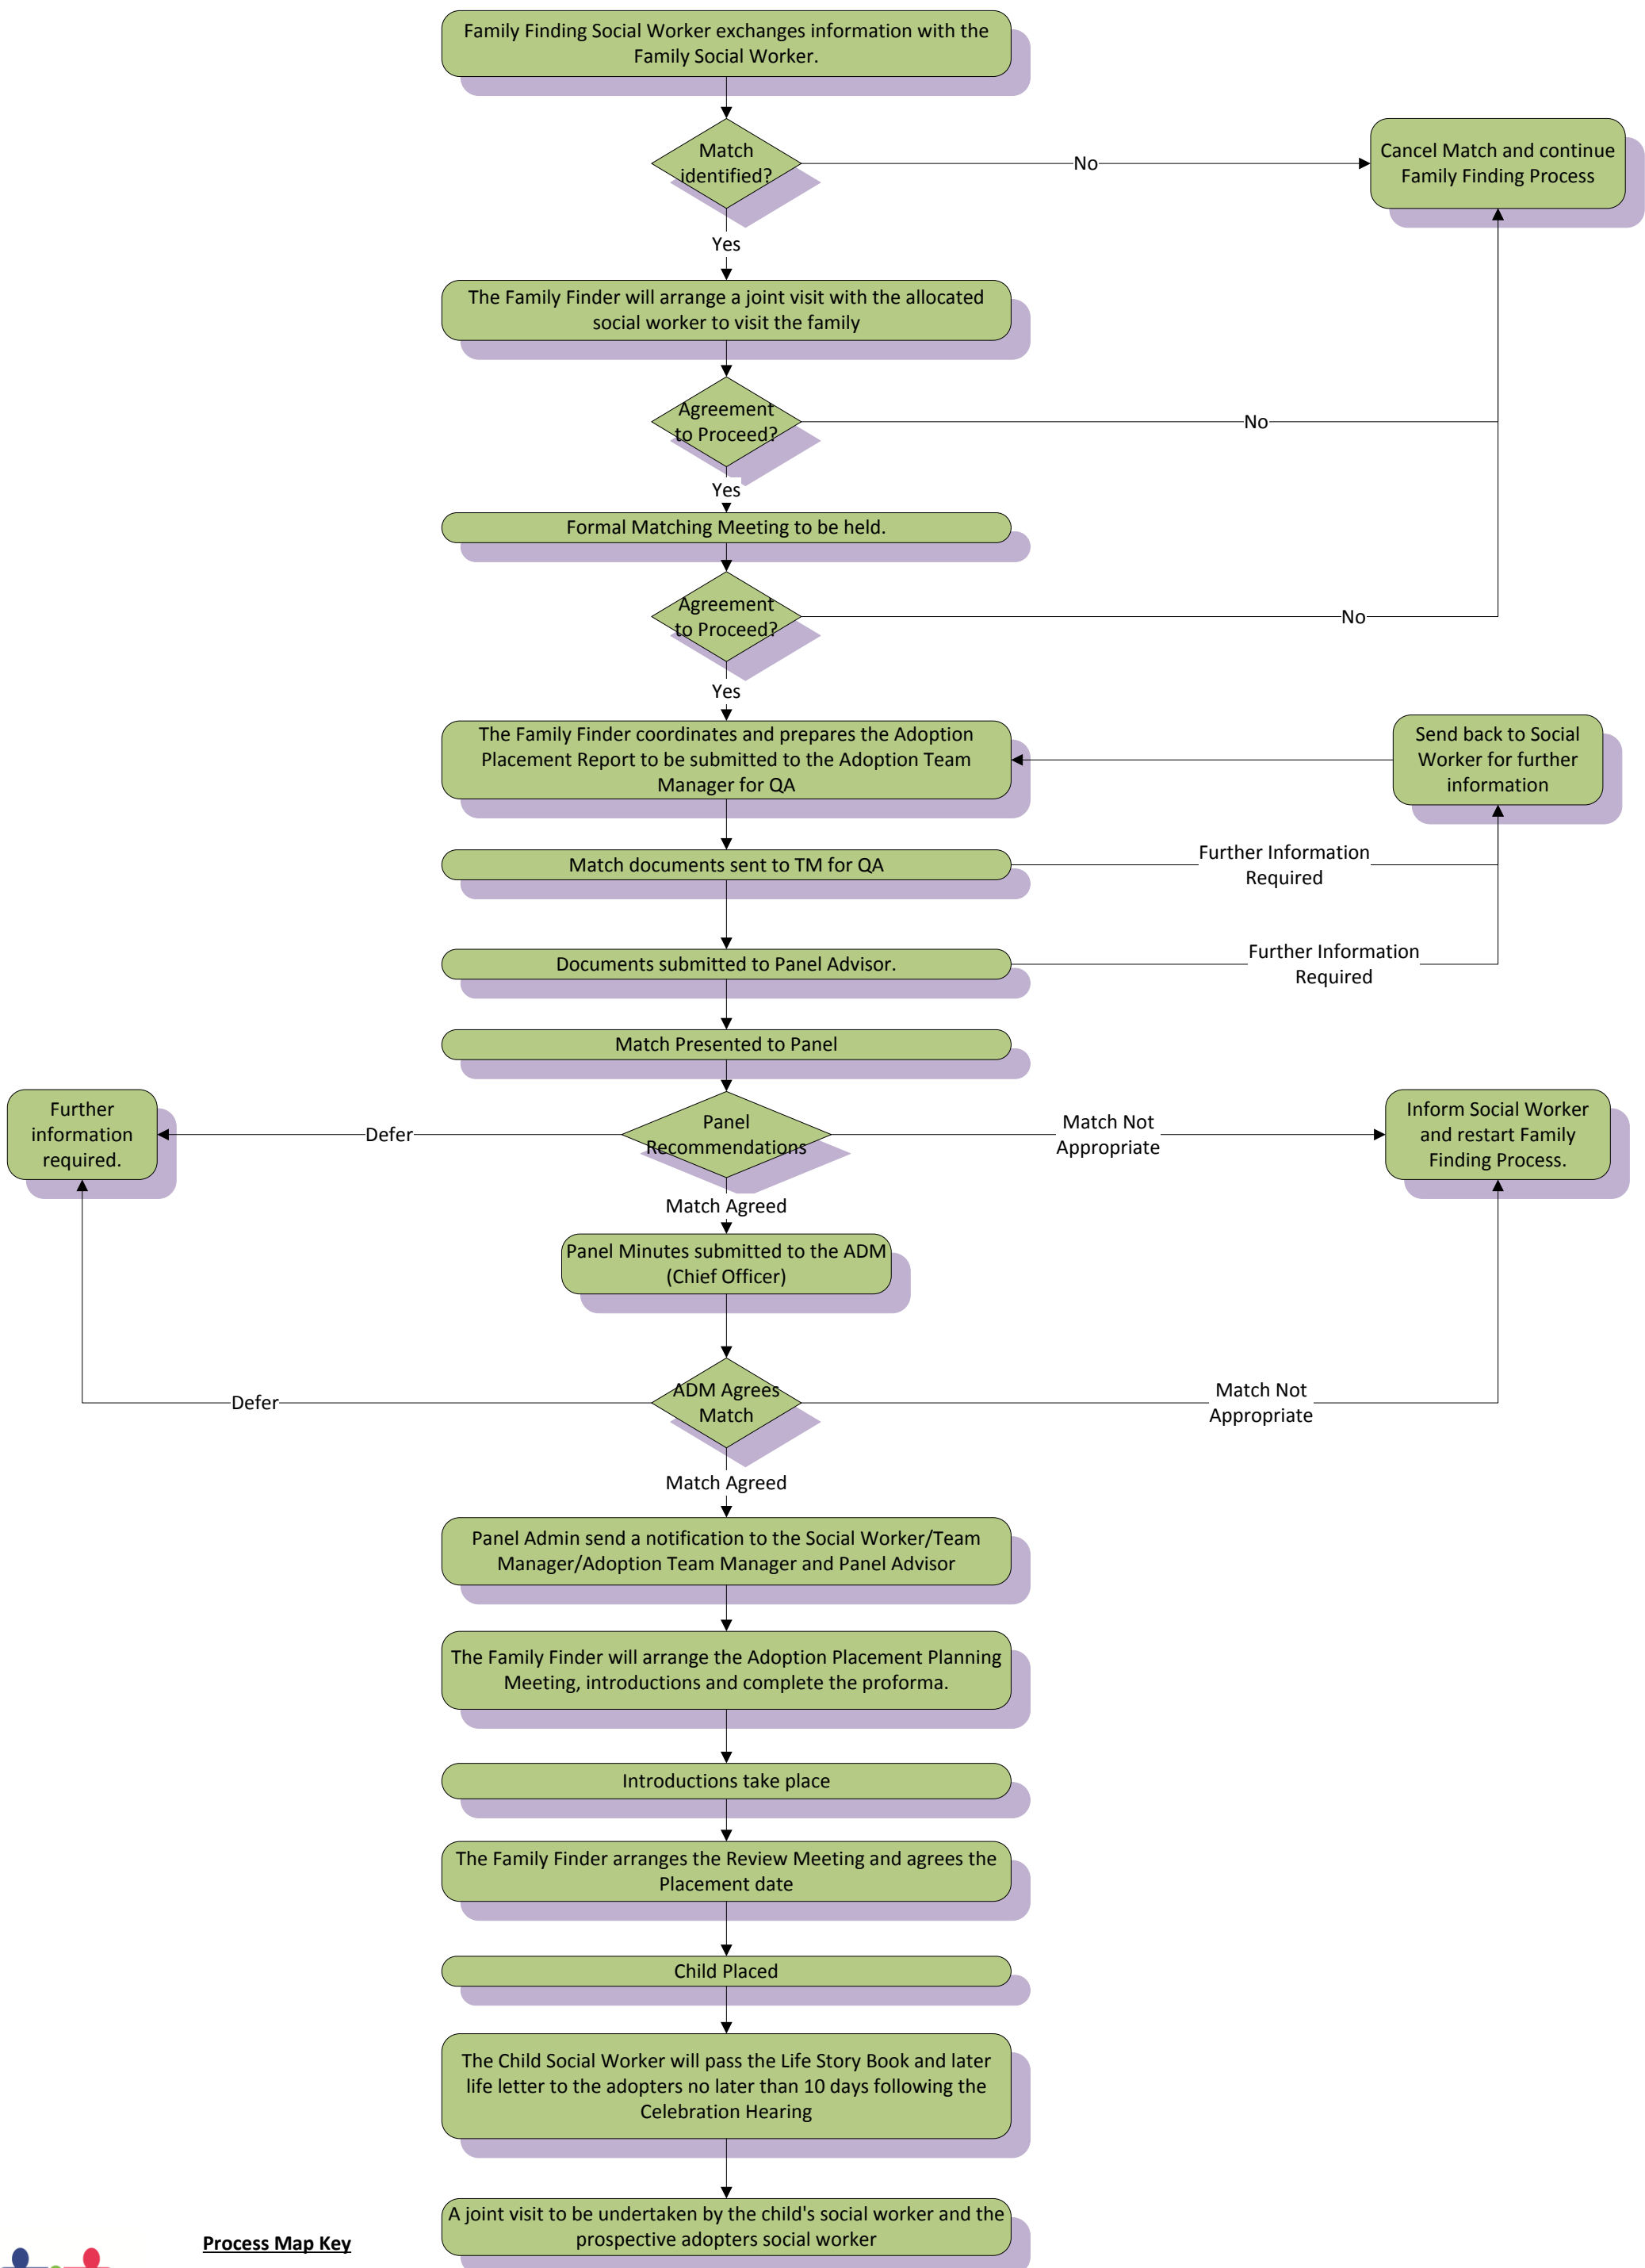 Family Finding Social Worker exchanges information with the
Family Social Worker.
Match
identified?
No
Cancel Match and continue
Family Finding Process
Yes
The Family Finder will arrange a joint visit with the allocated
social worker to visit the family
Agreement
to Proceed?
No
Yes
Formal Matching Meeting to be held.
Agreement
to Proceed?
No
Yes
The Family Finder coordinates and prepares the Adoption
Placement Report to be submitted to the Adoption Team
Manager for QA
Send back to Social
Worker for further
information
Match documents sent to TM for QA
Further Information
Required
Documents submitted to Panel Advisor.
Further Information
Required
Match Presented to Panel
Further
information
required.
Defer
Panel
Recommendations
Match Not
Appropriate
Inform Social Worker
and restart Family
Finding Process.
Match Agreed
Panel Minutes submitted to the ADM
(Chief Officer)
Defer
ADM Agrees
Match
Match Not
Appropriate
Match Agreed
Panel Admin send a notification to the Social Worker/Team
Manager/Adoption Team Manager and Panel Advisor
The Family Finder will arrange the Adoption Placement Planning
Meeting, introductions and complete the proforma.
Introductions take place
The Family Finder arranges the Review Meeting and agrees the
Placement date
Child Placed
The Child Social Worker will pass the Life Story Book and later
life letter to the adopters no later than 10 days following the
Celebration Hearing
A joint visit to be undertaken by the child's social worker and the
prospective adopters social worker
Process Map Key